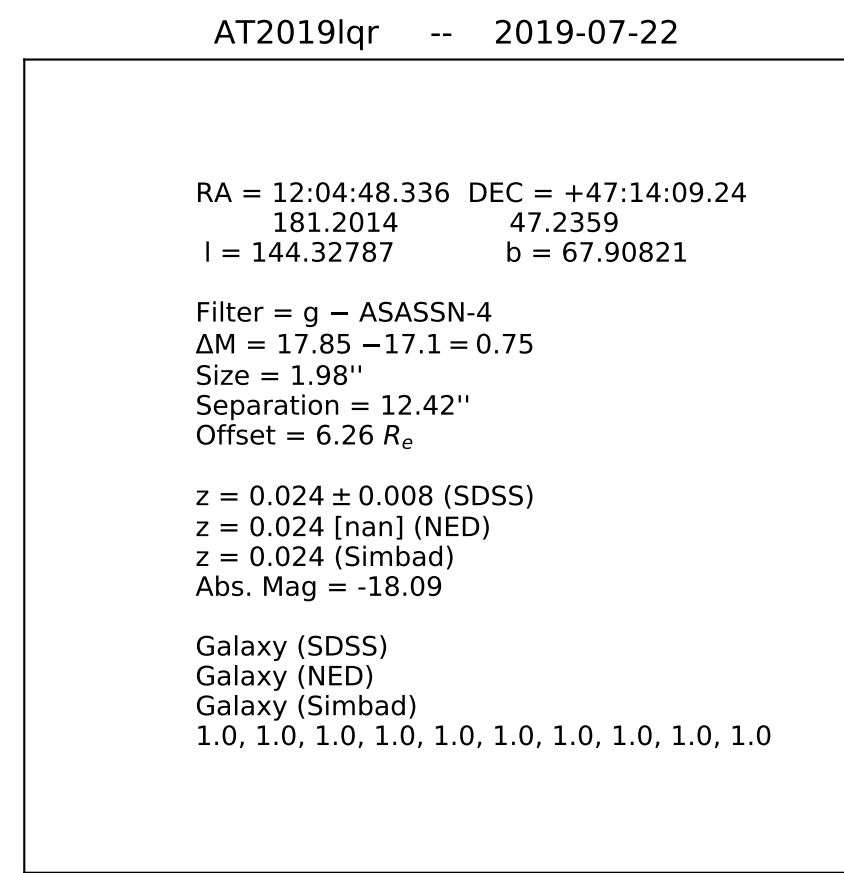 AT2019lqr -- 2019-07-22
RA = 12:04:48.336 DEC = +47:14:09.24
181.2014 47.2359
l = 144.32787 b = 67.90821
Filter = g − ASASSN-4
ΔM = 17.85 −17.1 = 0.75
Size = 1.98''
Separation = 12.42''
Offset = 6.26 Re
z = 0.024 ± 0.008 (SDSS)
z = 0.024 [nan] (NED)
z = 0.024 (Simbad)
Abs. Mag = -18.09
Galaxy (SDSS)
Galaxy (NED)
Galaxy (Simbad)
1.0, 1.0, 1.0, 1.0, 1.0, 1.0, 1.0, 1.0, 1.0, 1.0